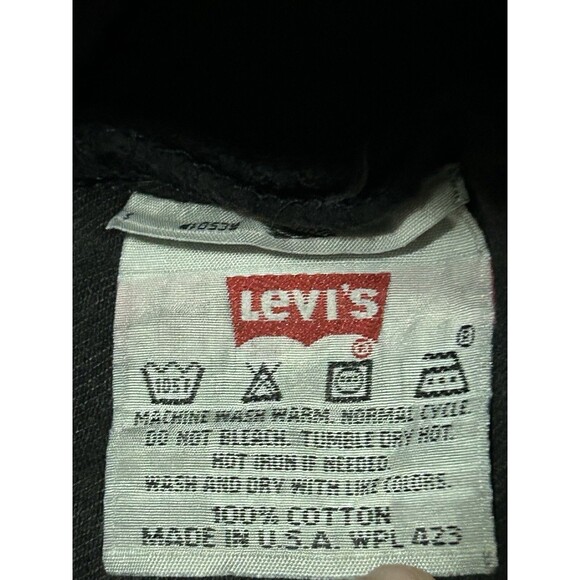 Levi's
®
®
105F
MACHINE WASH WARM. NORMAL CYCLE.
DO NOT BLEACH. TUMBLE DRY HOT.
HOT IRON IF NEEDED.
WASH AND DRY WITH LIKE COLORS.
100% COTTON
MADE IN U.S.A. WPL 423